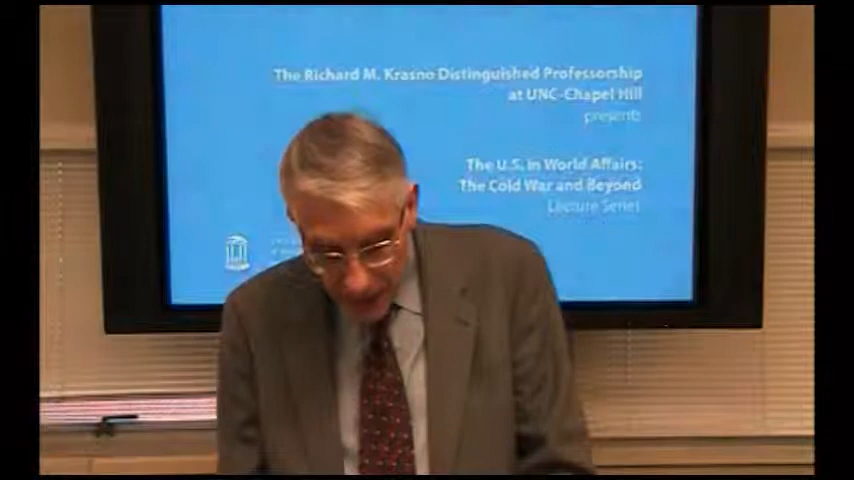 The Richard M. Krasno Distinguished Professorship
at UNC-Chapel Hill
presents
The U.S. in World Affairs:
The Cold War and Beyond
Lecture Series